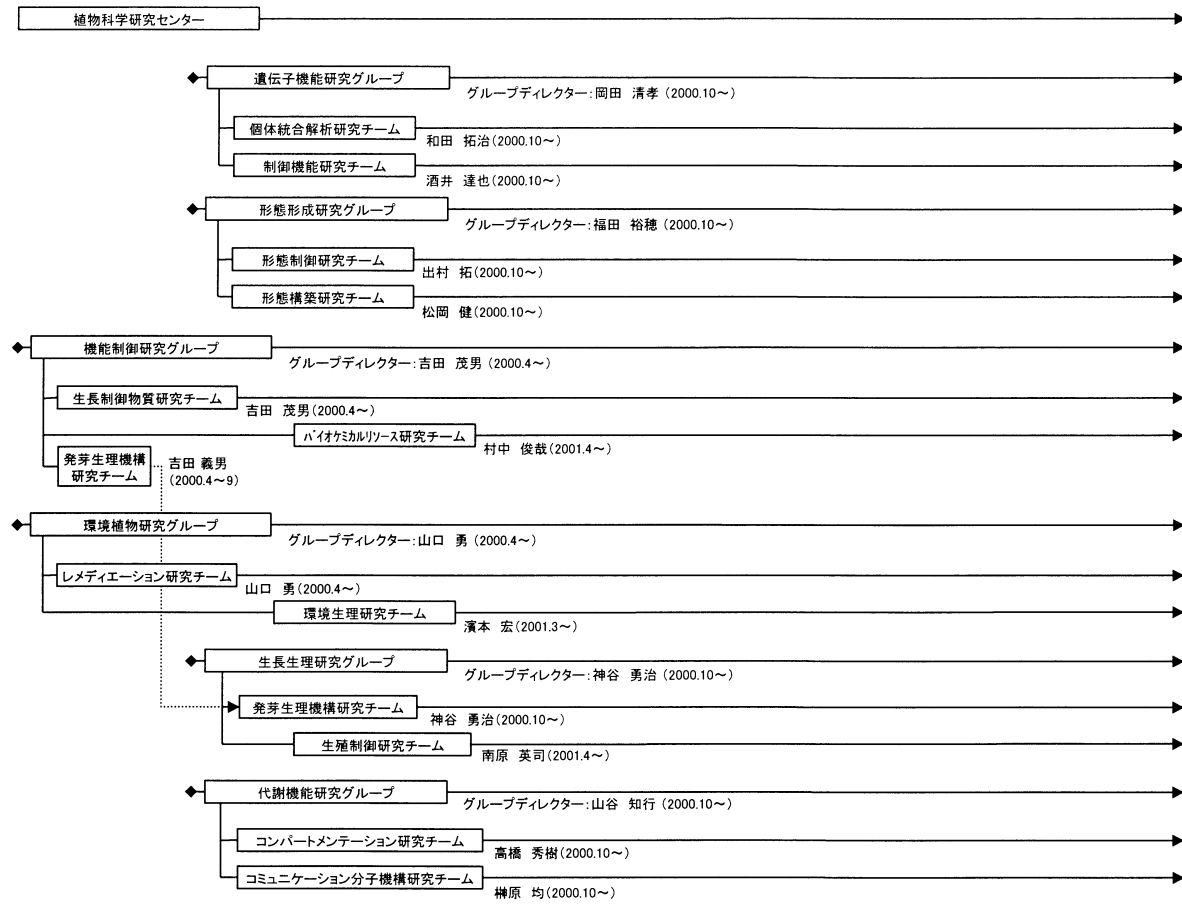 植物科学研究センター
遺伝子機能研究グループ
グループディレクター：岡田　清孝 (2000.10～)
個体統合解析研究チーム
和田　拓治(2000.10～)
制御機能研究チーム
酒井　達也(2000.10～)
形態形成研究グループ
グループディレクター：福田　裕穂 (2000.10～)
形態制御研究チーム
出村　拓(2000.10～)
形態構築研究チーム
松岡　健(2000.10～)
機能制御研究グループ
グループディレクター：吉田　茂男 (2000.4～)
生長制御物質研究チーム
吉田　茂男(2000.4～)
バイオケミカルリソース研究チーム
村中　俊哉(2001.4～)
発芽生理機構
研究チーム
吉田 義男
(2000.4～9)
環境植物研究グループ
グループディレクター：山口　勇 (2000.4～)
レメディエーション研究チーム
山口　勇(2000.4～)
環境生理研究チーム
濱本　宏(2001.3～)
生長生理研究グループ
グループディレクター：神谷　勇治 (2000.10～)
発芽生理機構研究チーム
神谷　勇治(2000.10～)
生殖制御研究チーム
南原　英司(2001.4～)
代謝機能研究グループ
グループディレクター：山谷　知行 (2000.10～)
コンパートメンテーション研究チーム
高橋　秀樹(2000.10～)
コミュニケーション分子機構研究チーム
榊原　均(2000.10～)